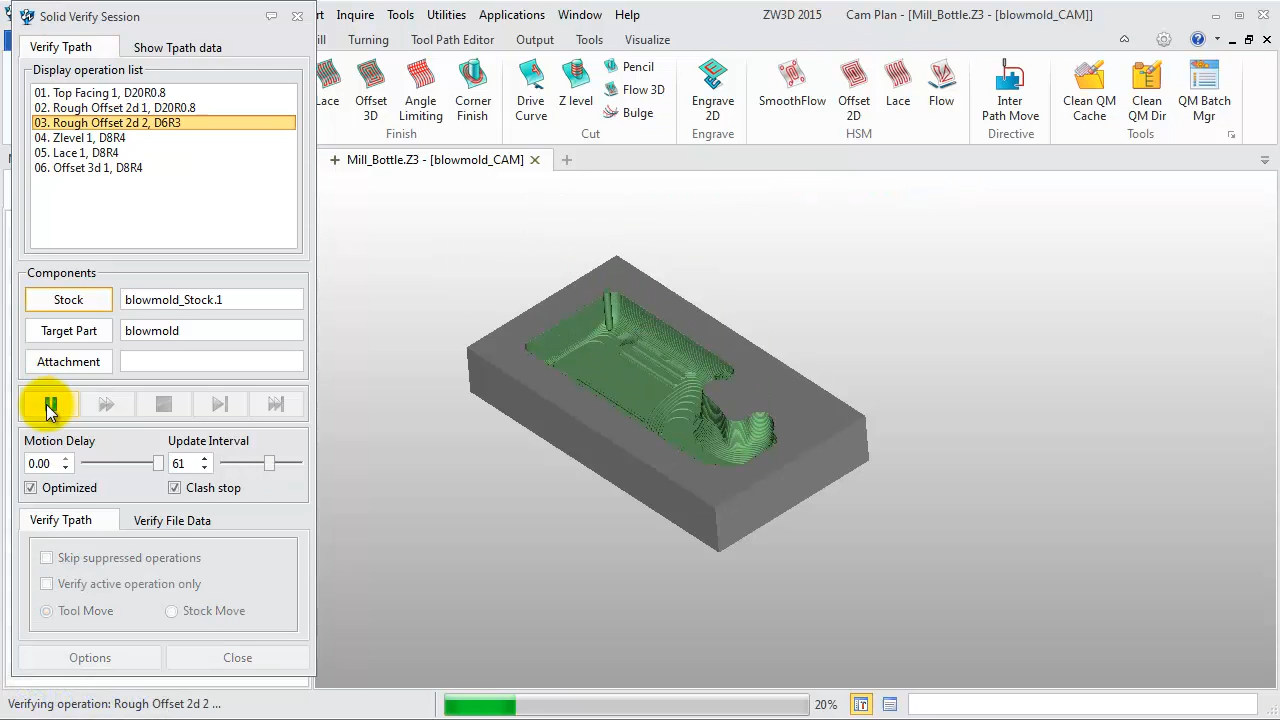 Solid Verify Session
rt Inquire Tools Utilities Applications Window Help ZW3D 2015 Cam Plan - [Mill_Bottle.Z3 - [blowmold_CAM]]
ill Turning Tool Path Editor Output Tools Visualize
Verify Tpath Show Tpath data
Display operation list
01. Top Facing 1, D20R0.8
02. Rough Offset 2d 1, D20R0.8
03. Rough Offset 2d 2, D6R3
04. Zlevel 1, D8R4
05. Lace 1, D8R4
06. Offset 3d 1, D8R4
Lace
Offset 3D
Angle Limiting
Corner Finish
Finish
Drive Curve
Z level
Pencil
Flow 3D
Bulge
Cut
Engrave 2D
Engrave
SmoothFlow
Offset 2D
Lace
Flow
HSM
Inter Path Move
Directive
Clean QM Cache
Clean QM Dir
QM Batch Mgr
Tools
Mill_Bottle.Z3 - [blowmold_CAM]
Components
Stock blowmold_Stock.1
Target Part blowmold
Attachment
Motion Delay Update Interval
0.00 61
Optimized Clash stop
Verify Tpath Verify File Data
Skip suppressed operations
Verify active operation only
Tool Move Stock Move
Options Close
Verifying operation: Rough Offset 2d 2 ... 20%